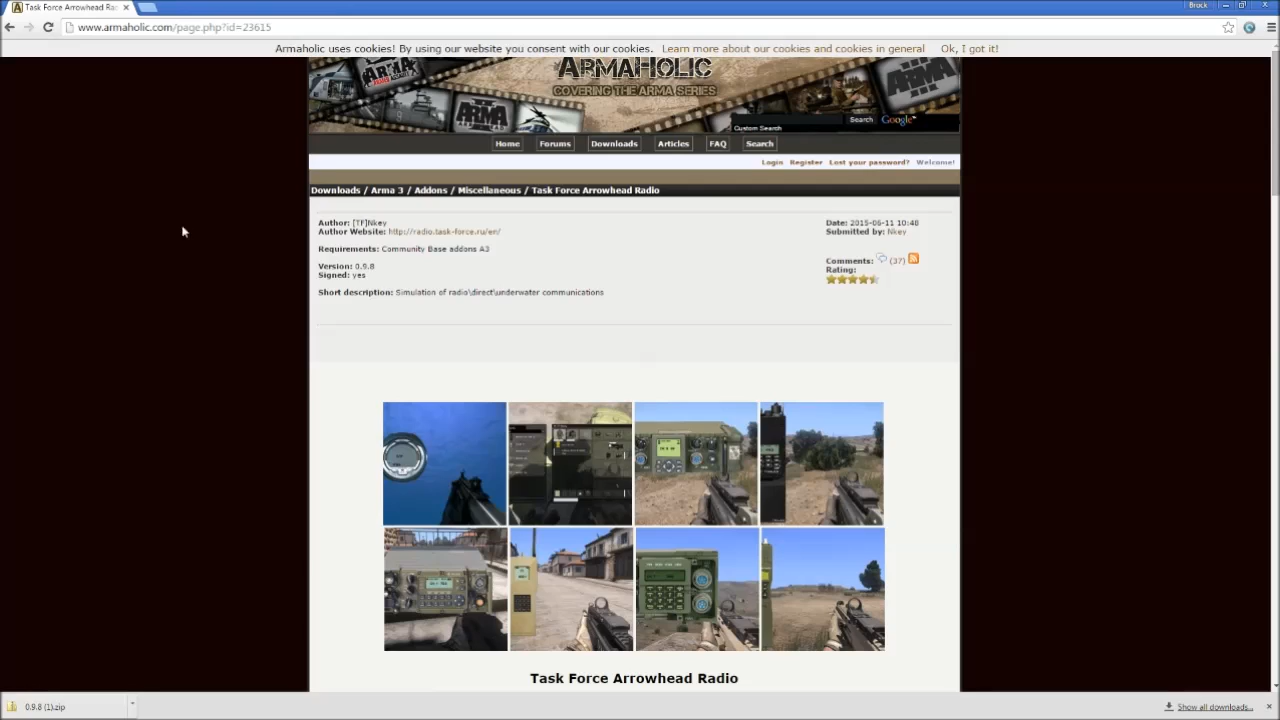 Task Force Arrowhead Ra
Brock
www.armaholic.com/page.php?id=23615
Armaholic uses cookies! By using our website you consent with our cookies. Learn more about our cookies and cookies in general Ok, I got it!
ARMAHOLIC
COVERING THE ARMA SERIES
Custom Search Search Google
Home Forums Downloads Articles FAQ Search
Login Register Lost your password? Welcome!
Downloads / Arma 3 / Addons / Miscellaneous / Task Force Arrowhead Radio
Author: [TF]Nkey
Author Website: http://radio.task-force.ru/en/
Requirements: Community Base addons A3
Version: 0.9.8
Signed: yes
Short description: Simulation of radio\direct\underwater communications
Date: 2015-06-11 10:48
Submitted by: Nkey
Comments: (37)
Rating:
Task Force Arrowhead Radio
0.9.8 (1).zip
Show all downloads...